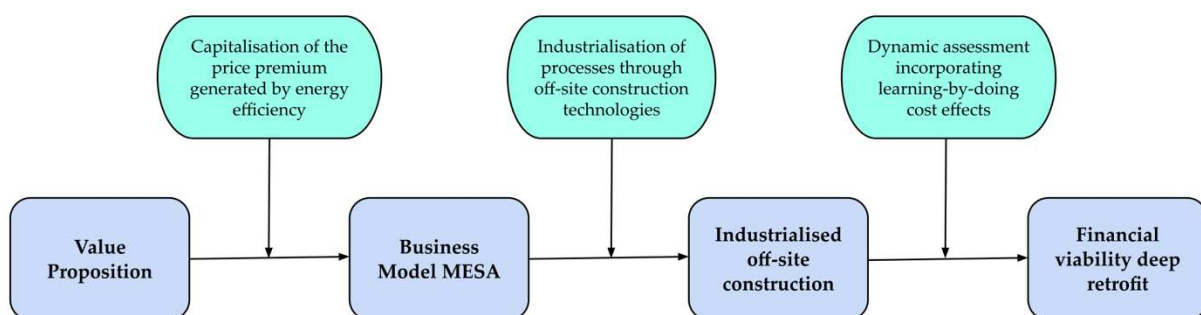 Capitalisation of the
price premium
generated by energy
efficiency
Industrialisation of
processes through
off-site construction
technologies
Dynamic assessment
incorporating
learning-by-doing
cost effects
Value
Proposition
Business
Model MESA
Industrialised
off-site
construction
Financial
viability deep
retrofit